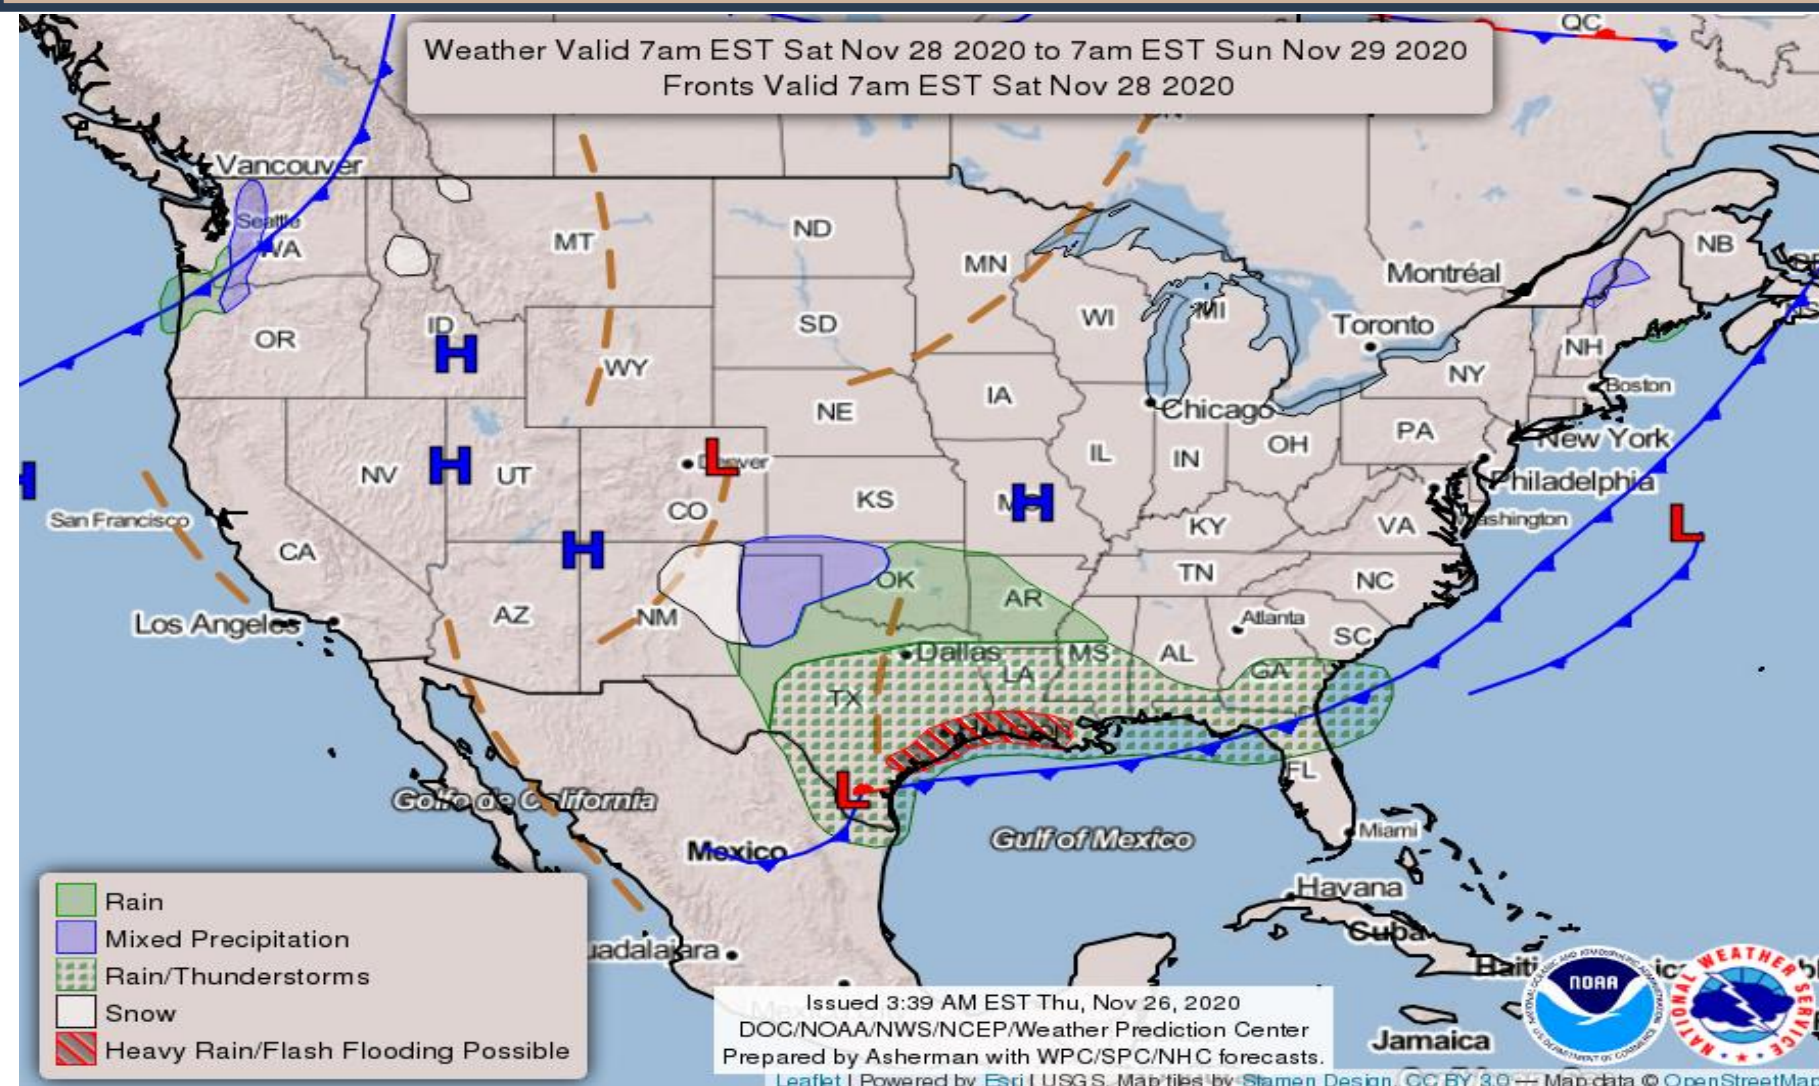 QC
Weather Valid 7am EST Sat Nov 28 2020 to 7am EST Sun Nov 29 2020
Fronts Valid 7am EST Sat Nov 28 2020
Vancouver
Seattle
WA
MT
ND
MN
NB
Montréal
OR
ID
SD
WI
MI
Toronto
WY
NH
NY
Boston
NE
IA
Chicago
PA
New York
OH
IL
IN
NV
UT
H
L
Denver
H
H
H
H
KS
CO
Philadelphia
San Francisco
KY
VA
Washington
L
CA
TN
NC
OK
AR
Los Angeles
AZ
NM
Atlanta
SC
Dallas
MS
AL
LA
GA
TX
L
FL
Golfo de California
Mexico
Gulf of Mexico
Miami
Havana
Cuba
Haiti
Jamaica
uadalajara
Rain
Mixed Precipitation
Rain/Thunderstorms
Snow
Heavy Rain/Flash Flooding Possible
Issued 3:39 AM EST Thu, Nov 26, 2020
DOC/NOAA/NWS/NCEP/Weather Prediction Center
Prepared by Asherman with WPC/SPC/NHC forecasts.
Leaflet | Powered by Esri | USGS, Map tiles by Stamen Design, CC BY 3.0 — Map data © OpenStreetMap
NOAA
NATIONAL WEATHER SERVICE